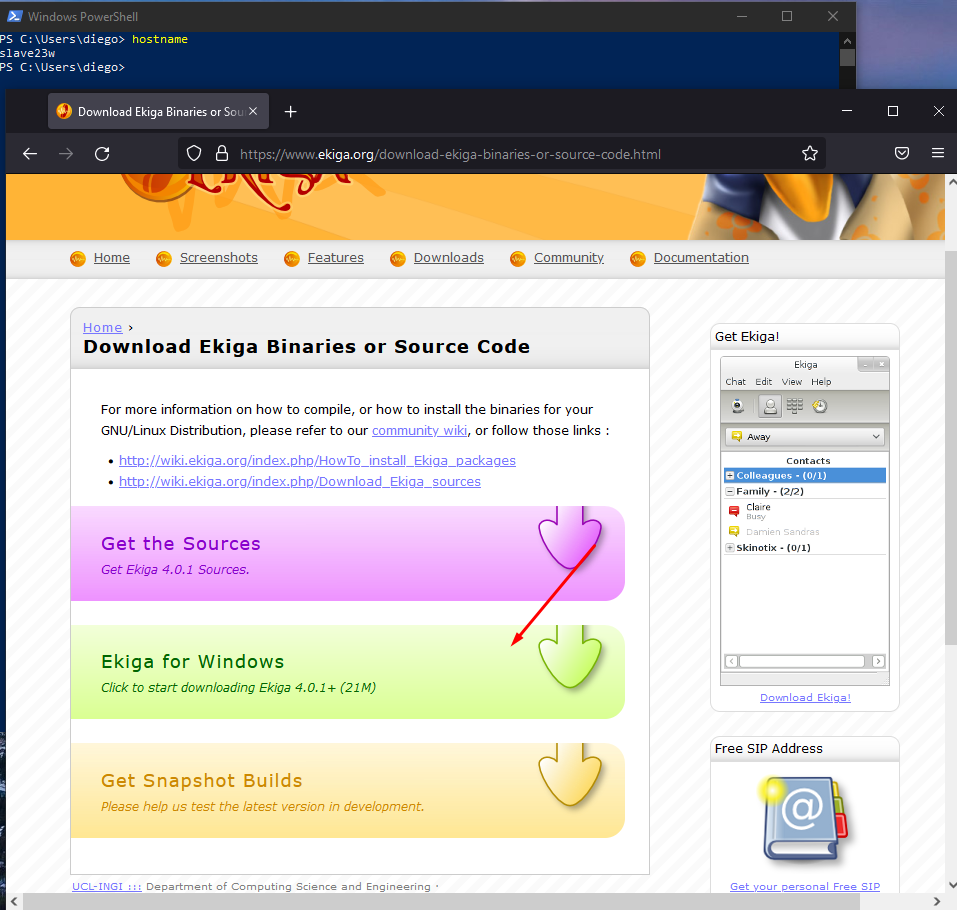 Windows PowerShell
PS C:\Users\diego> hostname
slave23w
PS C:\Users\diego>
Download Ekiga Binaries or Sou
https://www.ekiga.org/download-ekiga-binaries-or-source-code.html
Home
Screenshots
Features
Downloads
Community
Documentation
Home ›
Download Ekiga Binaries or Source Code
For more information on how to compile, or how to install the binaries for your
GNU/Linux Distribution, please refer to our community wiki, or follow those links :
• http://wiki.ekiga.org/index.php/HowTo_install_Ekiga_packages
• http://wiki.ekiga.org/index.php/Download_Ekiga_sources
Get the Sources
Get Ekiga 4.0.1 Sources.
Ekiga for Windows
Click to start downloading Ekiga 4.0.1+ (21M)
Get Snapshot Builds
Please help us test the latest version in development.
UCL-INGI ::: Department of Computing Science and Engineering ·
Get Ekiga!
Ekiga
Chat Edit View Help
Away
Contacts
Colleagues - (0/1)
Family - (2/2)
Claire
Busy
Damien Sandras
Skinotix - (0/1)
Download Ekiga!
Free SIP Address
@
Get your personal Free SIP